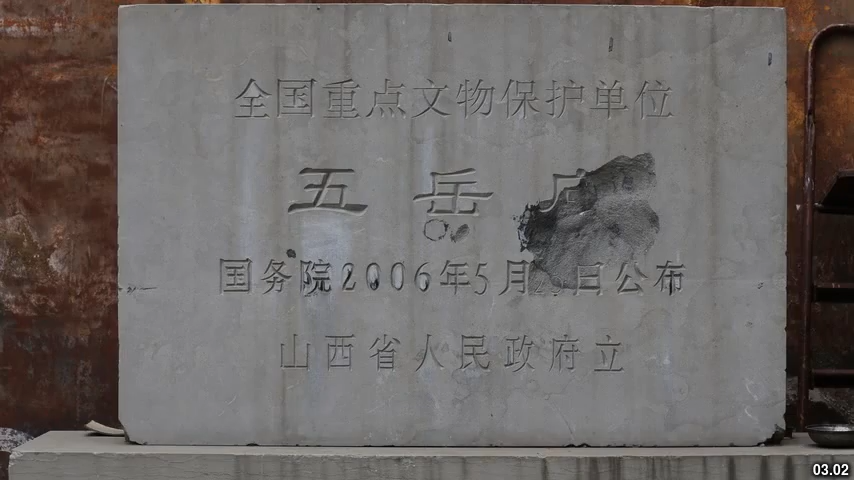 全国重点文物保护单位
五岳
国务院2006年5月2 日公布
山西省人民政府立
03.02